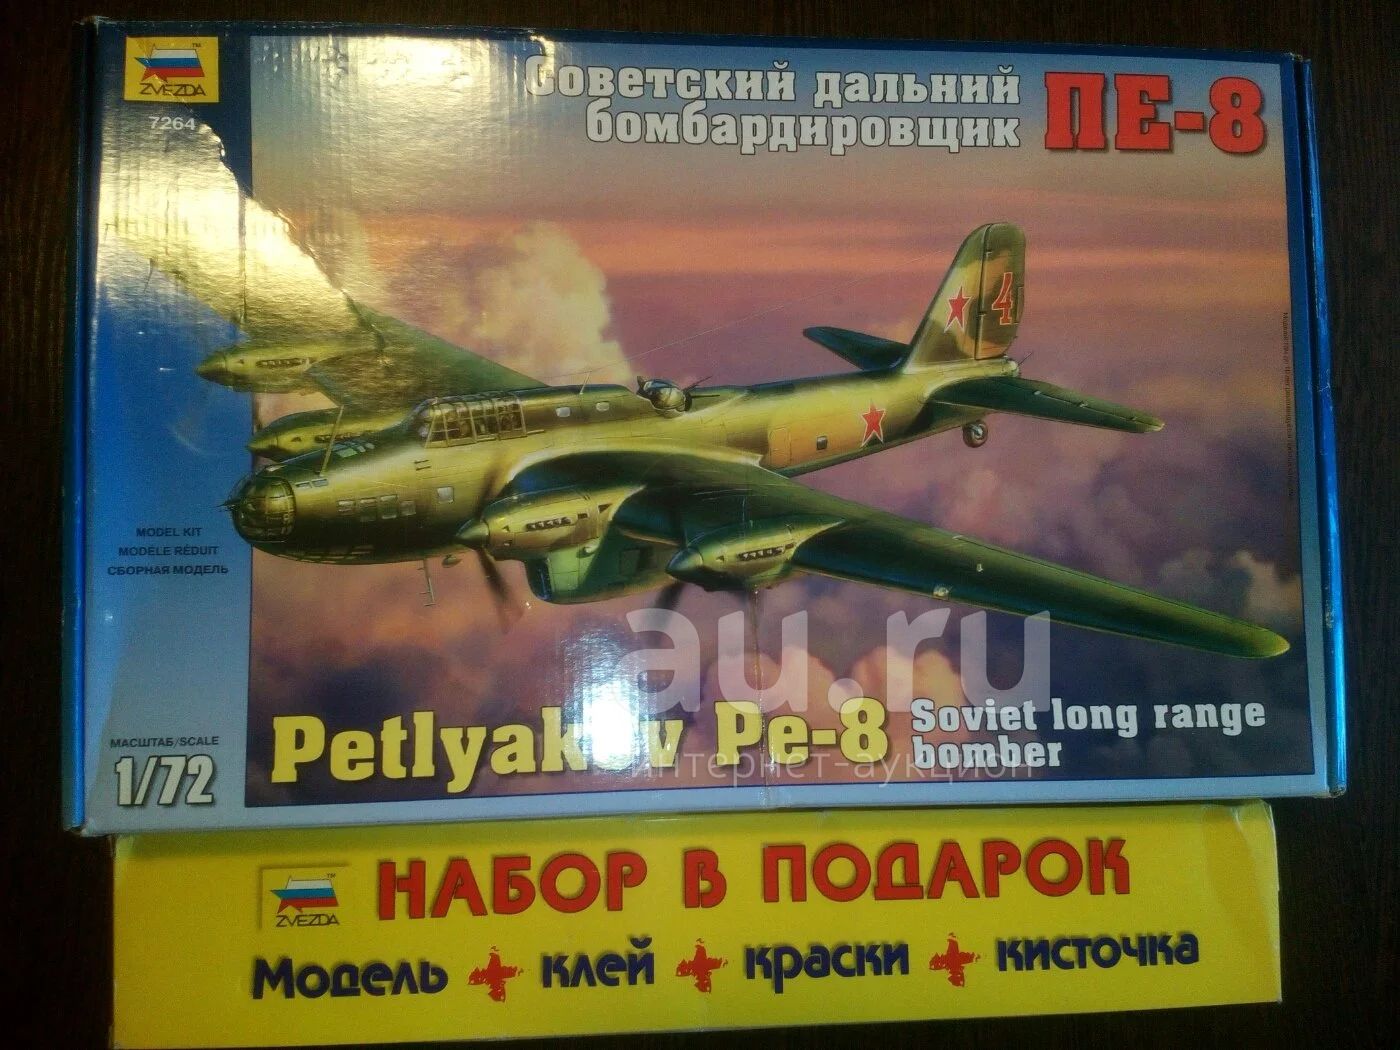 ZVEZDA
7264
Советский дальний
бомбардировщик
ПЕ-8
4
MODEL KIT
MODÈLE RÉDUIT
СБОРНАЯ МОДЕЛЬ
МАСШТАБ/SCALE
1/72
au.ru
интернет-аукцион
Petlyakov Pe-8
Soviet long range
bomber
ZVEZDA
НАБОР В ПОДАРОК
Модель + клей + краски + кисточка